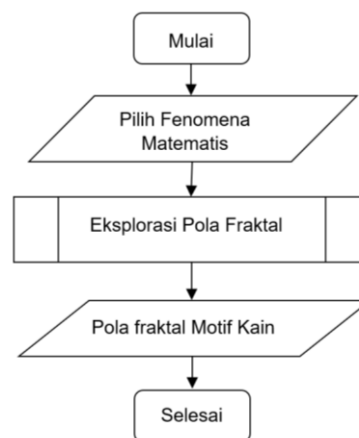 Mulai
Pilih Fenomena
Matematis
Eksplorasi Pola Fraktal
Pola fraktal Motif Kain
Selesai